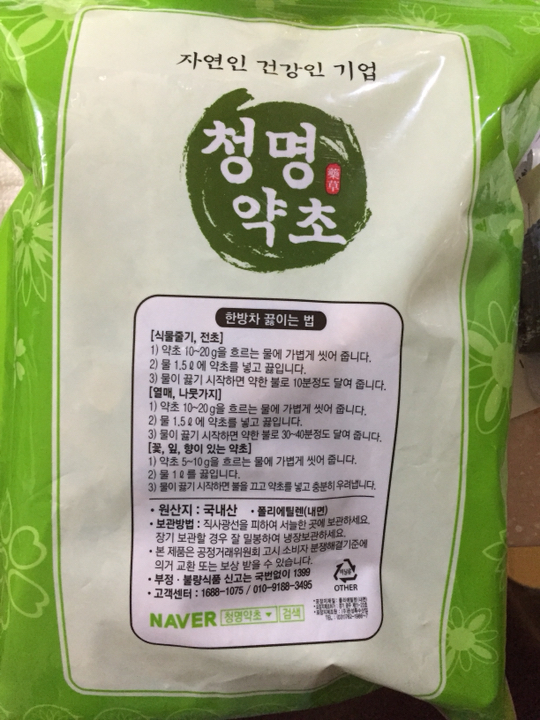 자연인 건강인 기업
청명
藥草
약초
한방차 끓이는 법
[식물줄기, 전초]
1) 약초 10~20g을 흐르는 물에 가볍게 씻어 줍니다.
2) 물 1.5ℓ에 약초를 넣고 끓입니다.
3) 물이 끓기 시작하면 약한 불로 10분정도 달여 줍니다.
[열매, 나뭇가지]
1) 약초 10~20g을 흐르는 물에 가볍게 씻어 줍니다.
2) 물 1.5ℓ에 약초를 넣고 끓입니다.
3) 물이 끓기 시작하면 약한 불로 30~40분정도 달여 줍니다.
[꽃, 잎, 향이 있는 약초]
1) 약초 5~10g을 흐르는 물에 가볍게 씻어 줍니다.
2) 물 1ℓ를 끓입니다.
3) 물이 끓기 시작하면 불을 끄고 약초를 넣고 충분히 우려냅니다.
• 원산지 : 국내산 • 폴리에틸렌(내면)
• 보관방법 : 직사광선을 피하여 서늘한 곳에 보관하세요.
장기 보관할 경우 잘 밀봉하여 냉장보관하세요.
• 본 제품은 공정거래위원회 고시 소비자 분쟁해결기준에
의거 교환 또는 보상 받을 수 있습니다.
• 부정·불량식품 신고는 국번없이 1399
• 고객센터 : 1688-1075 / 010-9188-3495
비닐류
OTHER
NAVER 청명약초 ▼ 검색